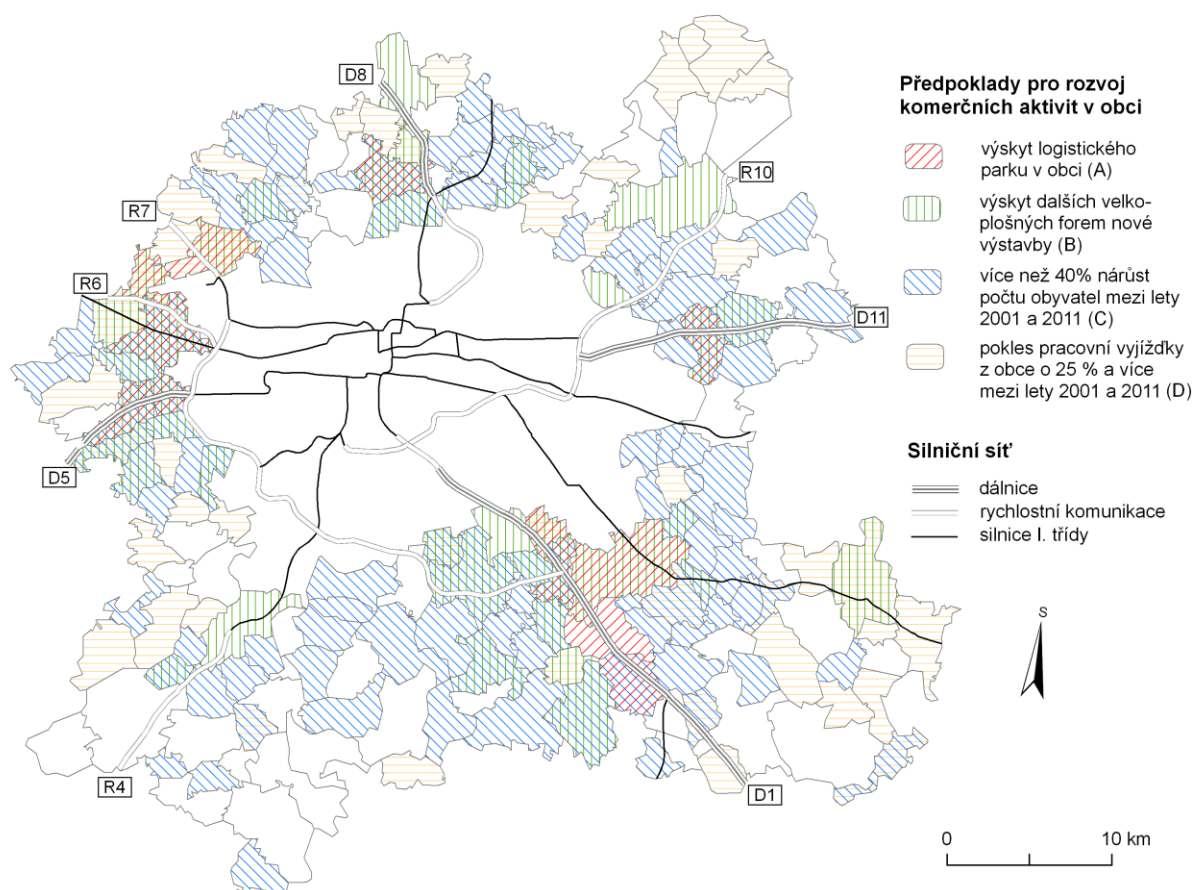 D8
R10
R7
R6
D11
D5
R4
D1
Předpoklady pro rozvoj
komerčních aktivit v obci
výskyt logistického
parku v obci (A)
výskyt dalších velko-
plošných forem nové
výstavby (B)
více než 40% nárůst
počtu obyvatel mezi lety
2001 a 2011 (C)
pokles pracovní vyjížďky
z obce o 25 % a více
mezi lety 2001 a 2011 (D)
Silniční síť
dálnice
rychlostní komunikace
silnice I. třídy
S
0 10 km